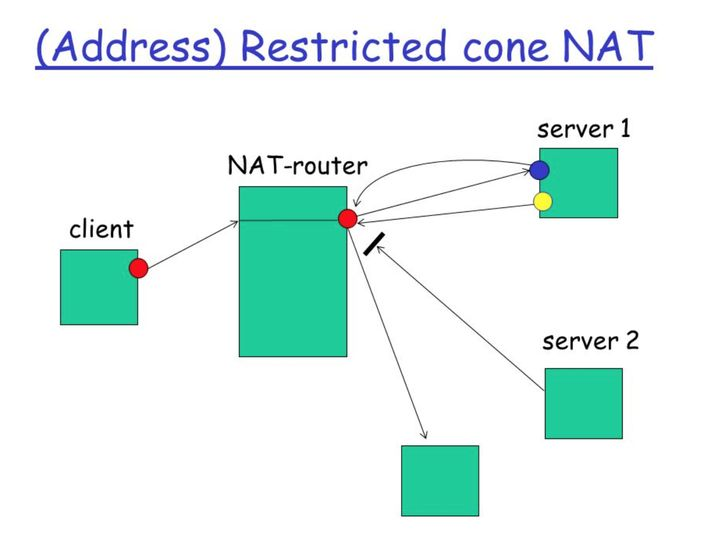 (Address) Restricted cone NAT
server 1
NAT-router
client
server 2